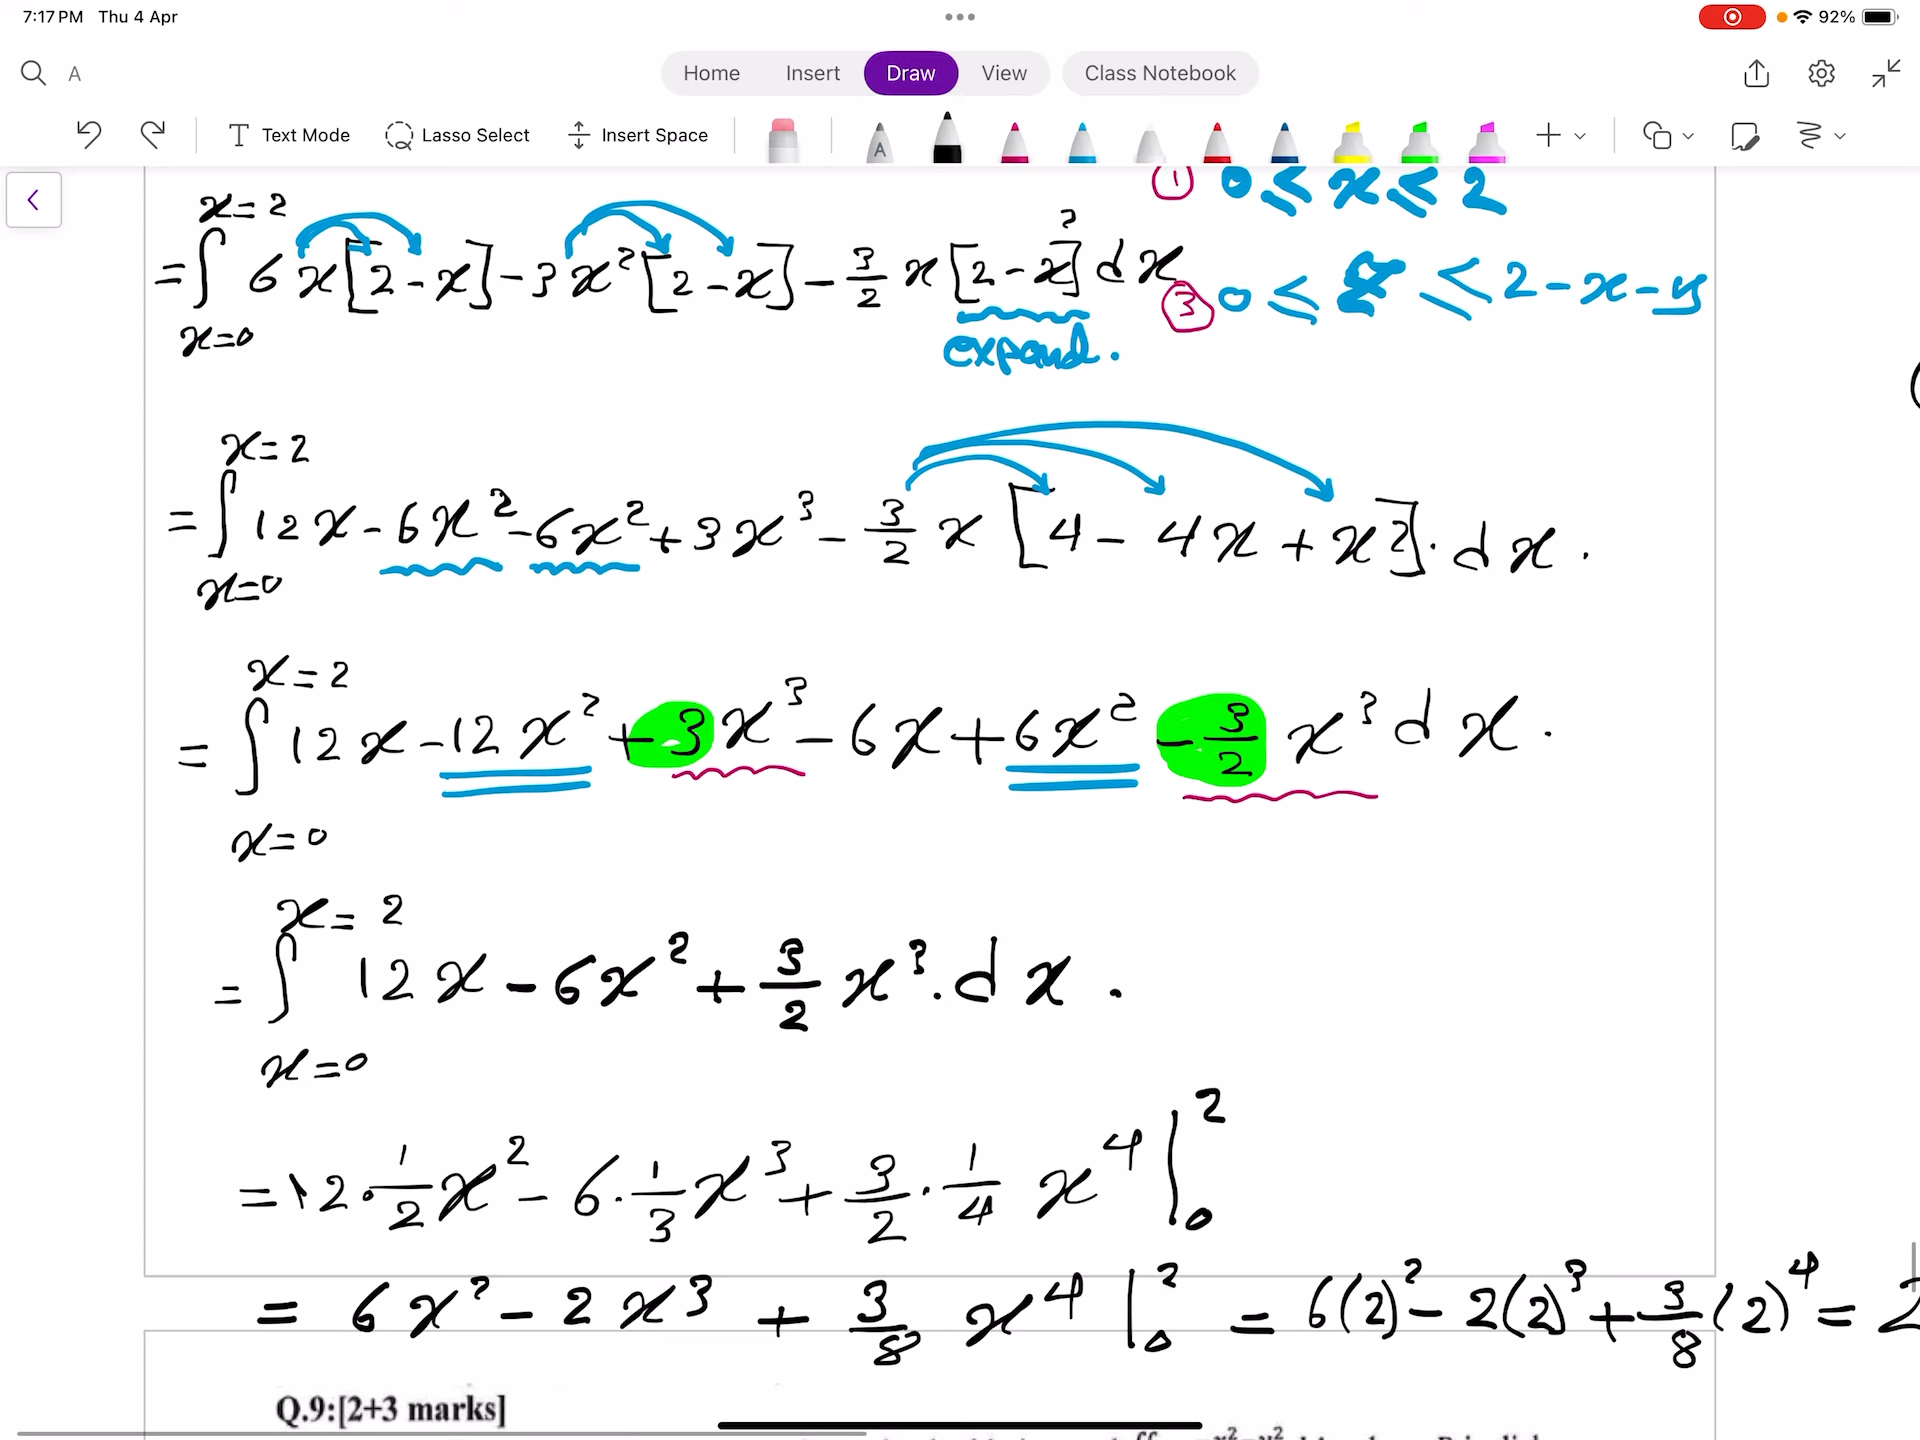 7:17 PM Thu 4 Apr
92%
A
Home Insert Draw View Class Notebook
Text Mode Lasso Select Insert Space
① 0 ≤ x ≤ 2
x=2
= ∫ 6x[2-x] - 3x²[2-x] - 3/2 x[2-x]² dx
x=0
③ 0 ≤ z ≤ 2-x-y
expand.
x=2
= ∫ 12x - 6x² - 6x² + 3x³ - 3/2 x [4 - 4x + x²]. dx.
x=0
x=2
= ∫ 12x - 12x² + 3x³ - 6x + 6x² - 3/2 x³ dx.
x=0
x=2
= ∫ 12x - 6x² + 3/2 x³. dx.
x=0
= 12·1/2 x² - 6·1/3 x³ + 3/2·1/4 x⁴ |₀²
= 6x² - 2x³ + 3/8 x⁴ |₀² = 6(2)² - 2(2)³ + 3/8 (2)⁴ = 2
Q.9:[2+3 marks]